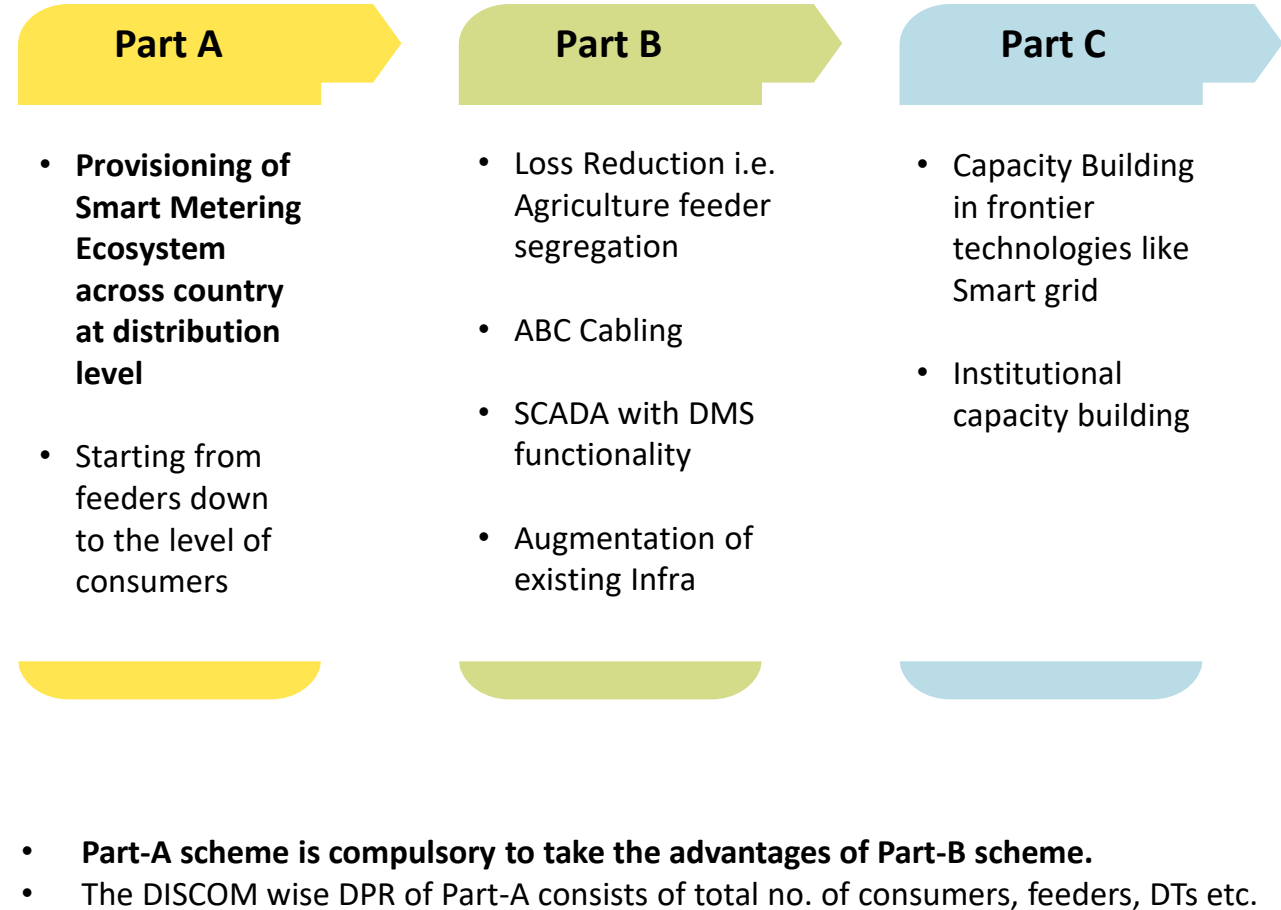 Part A
• Provisioning of
Smart Metering
Ecosystem
across country
at distribution
level
• Starting from
feeders down
to the level of
consumers
Part B
• Loss Reduction i.e.
Agriculture feeder
segregation
• ABC Cabling
• SCADA with DMS
functionality
• Augmentation of
existing Infra
Part C
• Capacity Building
in frontier
technologies like
Smart grid
• Institutional
capacity building
• Part-A scheme is compulsory to take the advantages of Part-B scheme.
• The DISCOM wise DPR of Part-A consists of total no. of consumers, feeders, DTs etc.